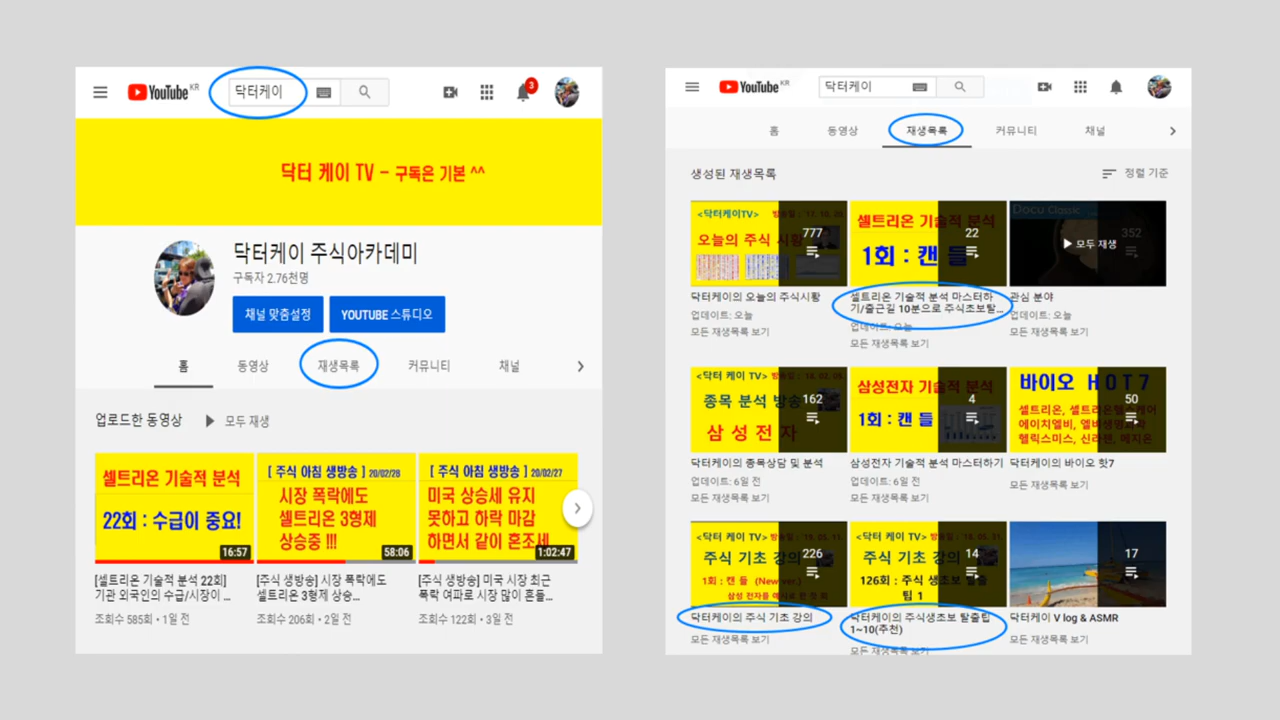 YouTube KR
닥터케이
3
닥터 케이 TV - 구독은 기본 ^^
닥터케이 주식아카데미
구독자 2.76천명
채널 맞춤설정
YOUTUBE 스튜디오
홈
동영상
재생목록
커뮤니티
채널
업로드한 동영상
모두 재생
셀트리온 기술적 분석
22회 : 수급이 중요!
16:57
[셀트리온 기술적 분석 22회]
기관 외국인의 수급/시장이 ...
조회수 585회 • 1일 전
[ 주식 아침 생방송 ] 20/02/28
시장 폭락에도
셀트리온 3형제
상승중 !!!
58:06
[주식 생방송] 시장 폭락에도
셀트리온 3형제 상승...
조회수 206회 • 2일 전
[ 주식 아침 생방송 ] 20/02/27
미국 상승세 유지
못하고 하락 마감
하면서 같이 혼조세
1:02:47
[주식 생방송] 미국 시장 최근
폭락 여파로 시장 많이 흔들...
조회수 122회 • 3일 전
YouTube KR
닥터케이
홈
동영상
재생목록
커뮤니티
채널
생성된 재생목록
정렬 기준
<닥터케이TV>
오늘의 주식 시황
777
닥터케이의 오늘의 주식시황
업데이트: 오늘
모든 재생목록 보기
셀트리온 기술적 분석
1회 : 캔 들
22
셀트리온 기술적 분석 마스터하
기/출근길 10분으로 주식초보탈...
업데이트: 오늘
모든 재생목록 보기
Docu Classic
352
모두 재생
관심 분야
업데이트: 오늘
모든 재생목록 보기
<닥터 케이 TV>
종목 분석 방송
삼 성 전 자
162
닥터케이의 종목상담 및 분석
업데이트: 6일 전
모든 재생목록 보기
삼성전자 기술적 분석
1회 : 캔 들
4
삼성전자 기술적 분석 마스터하기
업데이트: 6일 전
모든 재생목록 보기
바이오 HOT7
셀트리온, 셀트리온헬스케어
에이치엘비, 엘비생명과학
헬릭스미스, 신라젠, 메지온
50
닥터케이의 바이오 핫7
모든 재생목록 보기
<닥터 케이 TV>
주식 기초 강의
1회 : 캔 들 (New ver.)
삼성 전자를 예시로 한 정 의
226
닥터케이의 주식 기초 강의
모든 재생목록 보기
<닥터 케이 TV>
주식 기초 강의
126회 : 주식 생초보 탈출
팁 1
14
닥터케이의 주식생초보 탈출팁
1~10(추천)
모든 재생목록 보기
17
닥터케이 V log & ASMR
모든 재생목록 보기